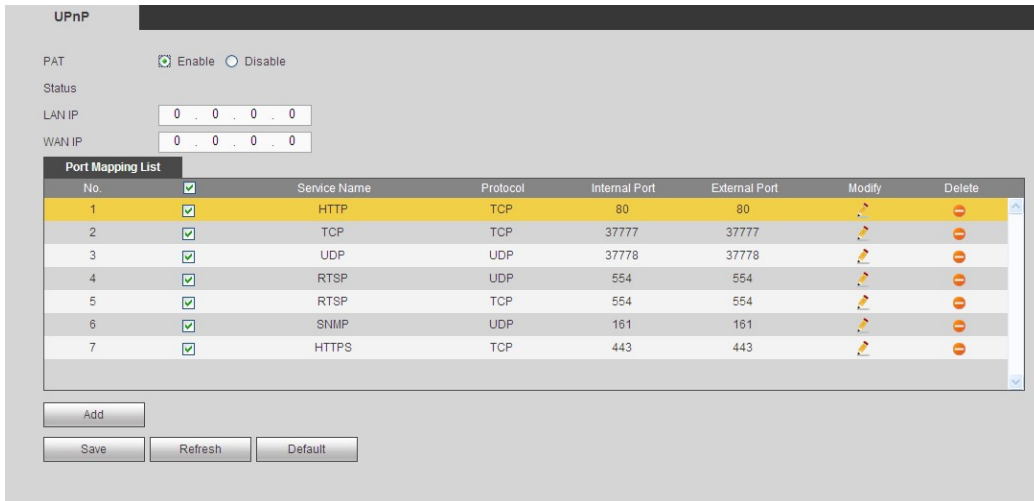 UPnP
PAT Enable Disable
Status
LAN IP 0 . 0 . 0 . 0
WAN IP 0 . 0 . 0 . 0
Port Mapping List
No. Service Name Protocol Internal Port External Port Modify Delete
1 HTTP TCP 80 80
2 TCP TCP 37777 37777
3 UDP UDP 37778 37778
4 RTSP UDP 554 554
5 RTSP TCP 554 554
6 SNMP UDP 161 161
7 HTTPS TCP 443 443
Add
Save Refresh Default